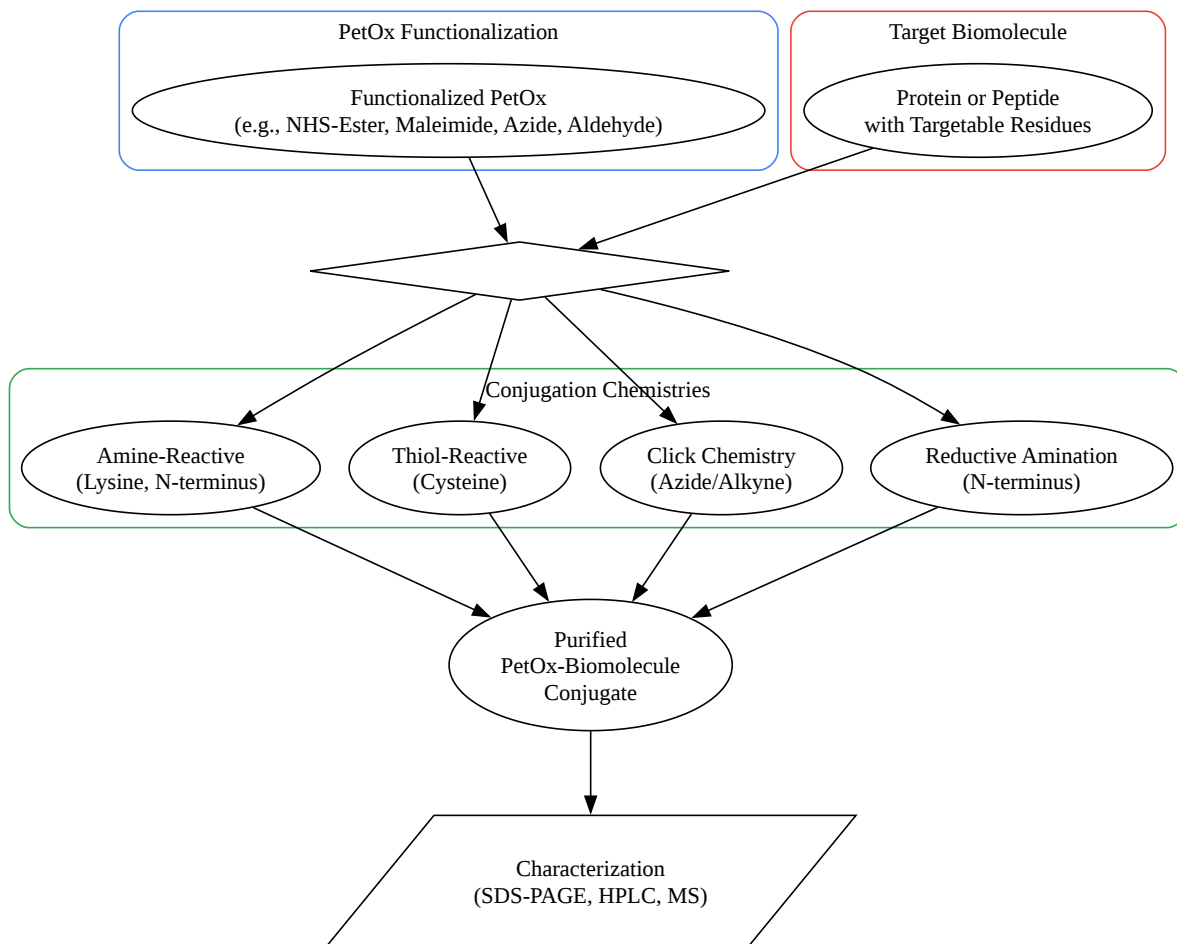 PetOx Functionalization
Functionalized PetOx
(e.g., NHS-Ester, Maleimide, Azide, Aldehyde)
Target Biomolecule
Protein or Peptide
with Targetable Residues
Conjugation Chemistries
Amine-Reactive
(Lysine, N-terminus)
Thiol-Reactive
(Cysteine)
Click Chemistry
(Azide/Alkyne)
Reductive Amination
(N-terminus)
Purified
PetOx-Biomolecule
Conjugate
Characterization
(SDS-PAGE, HPLC, MS)